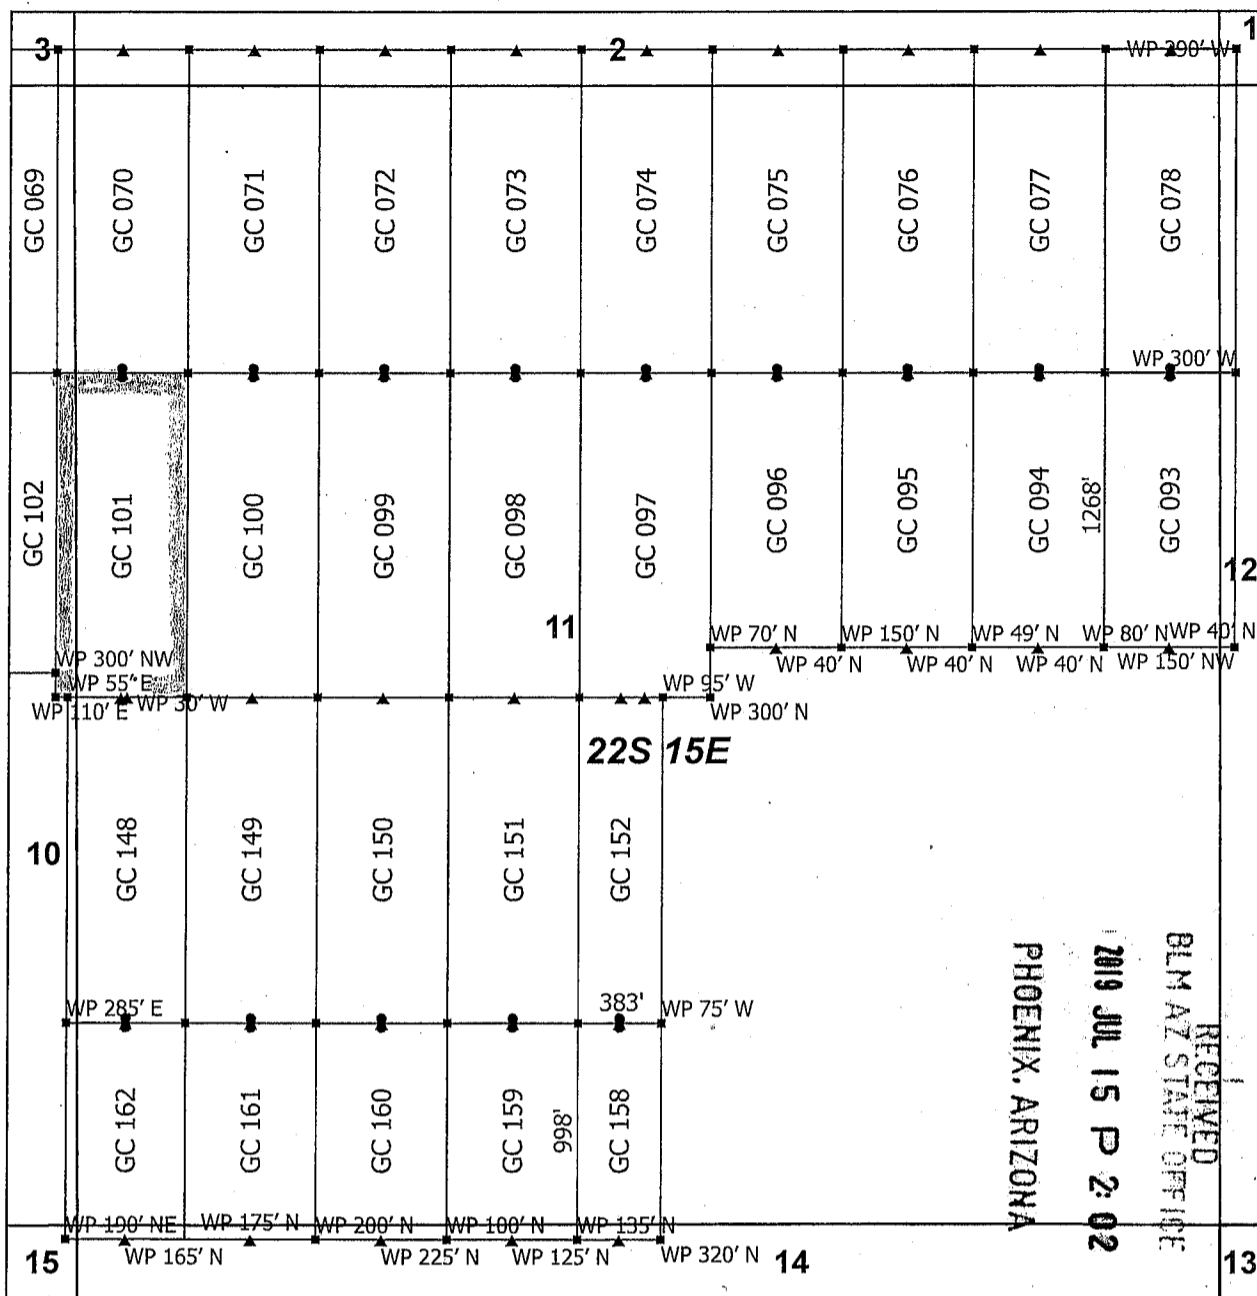 3
2
1
WP 290' W
GC 069
GC 070
GC 071
GC 072
GC 073
GC 074
GC 075
GC 076
GC 077
GC 078
WP 300' W
GC 102
GC 101
GC 100
GC 099
GC 098
GC 097
GC 096
GC 095
GC 094
1268'
GC 093
12
11
WP 70' N
WP 150' N
WP 49' N
WP 80' N
WP 40' N
WP 40' N
WP 40' N
WP 40' N
WP 150' NW
WP 300' NW
WP 55' E
WP 95' W
WP 110' E
WP 30' W
WP 300' N
22S 15E
10
GC 148
GC 149
GC 150
GC 151
GC 152
WP 285' E
383'
WP 75' W
GC 162
GC 161
GC 160
GC 159
998'
GC 158
RECEIVED
BLM AZ STATE OFFICE
2019 JUL 15 P 2:02
PHOENIX, ARIZONA
WP 190' NE
WP 175' N
WP 200' N
WP 100' N
WP 135' N
WP 165' N
WP 225' N
WP 125' N
WP 320' N
15
14
13